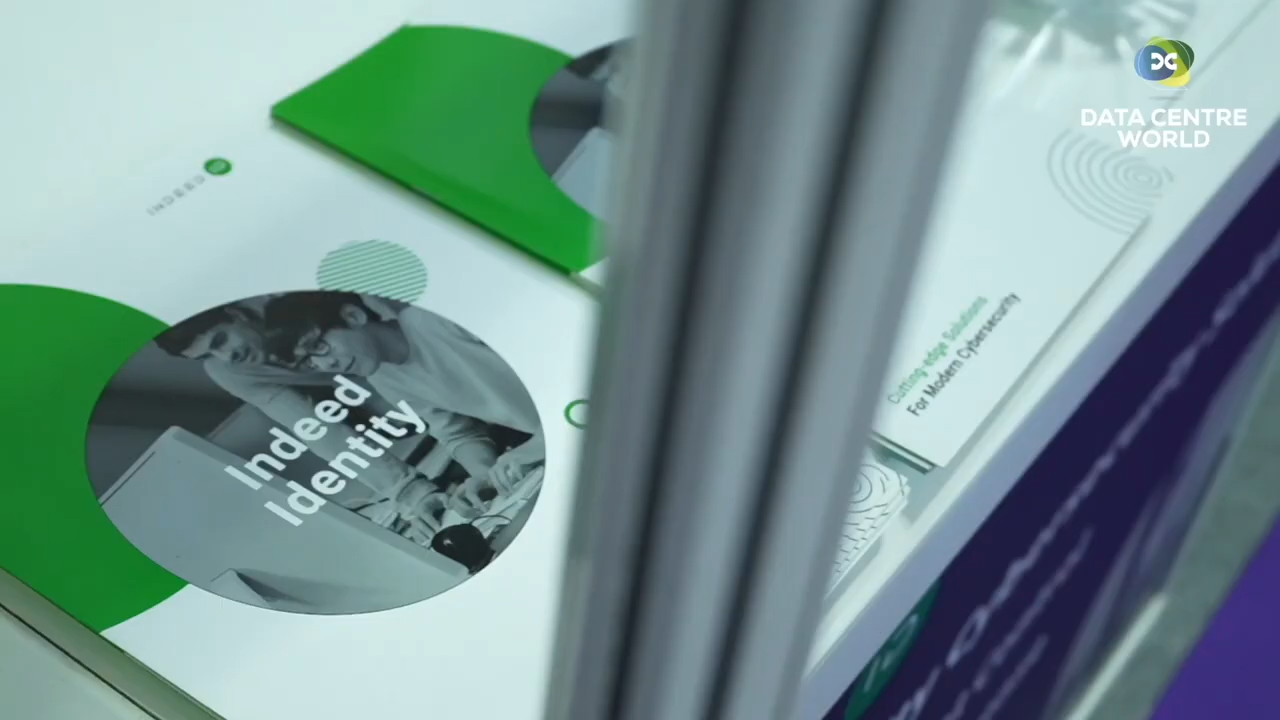 DATA CENTRE
WORLD
INDEED
Indeed
Identity
Cutting-edge Solutions
For Modern Cybersecurity